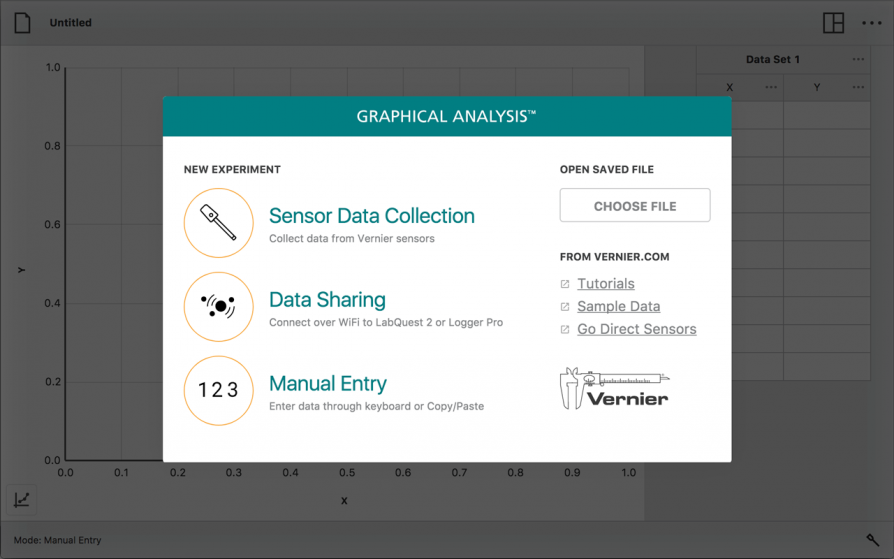 Untitled
GRAPHICAL ANALYSIS™
NEW EXPERIMENT
Sensor Data Collection
Collect data from Vernier sensors
Data Sharing
Connect over WiFi to LabQuest 2 or Logger Pro
1 2 3
Manual Entry
Enter data through keyboard or Copy/Paste
OPEN SAVED FILE
CHOOSE FILE
FROM VERNIER.COM
Tutorials
Sample Data
Go Direct Sensors
Vernier
Data Set 1
X Y
1.0
0.8
0.6
0.4
0.2
0.0
Y
0.0 0.1 0.2 0.3 0.4 0.5 0.6 0.7 0.8 0.9 1.0
X
Mode: Manual Entry